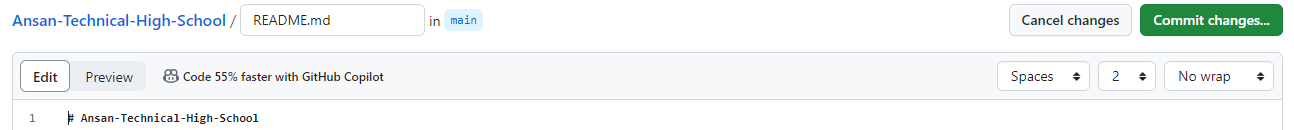 Ansan-Technical-High-School / README.md in main Cancel changes Commit changes...
Edit Preview Code 55% faster with GitHub Copilot Spaces 2 No wrap
1 # Ansan-Technical-High-School